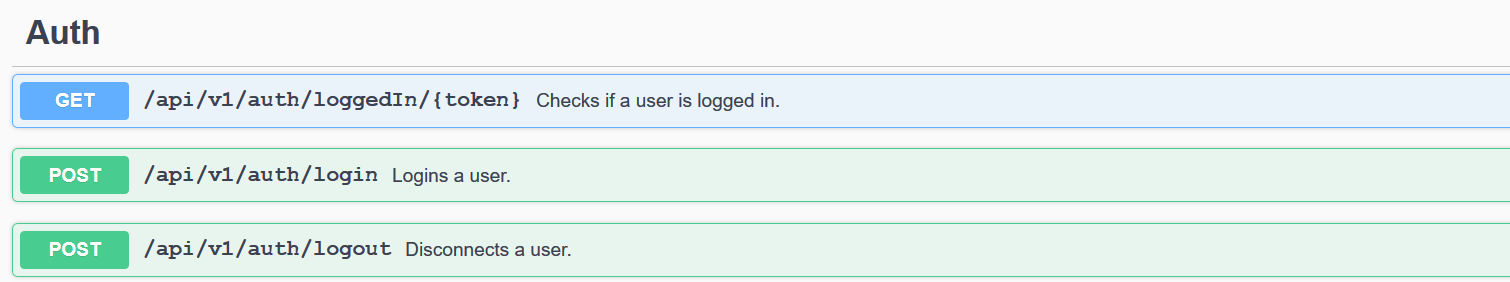 Auth
GET /api/v1/auth/loggedIn/{token} Checks if a user is logged in.
POST /api/v1/auth/login Logins a user.
POST /api/v1/auth/logout Disconnects a user.